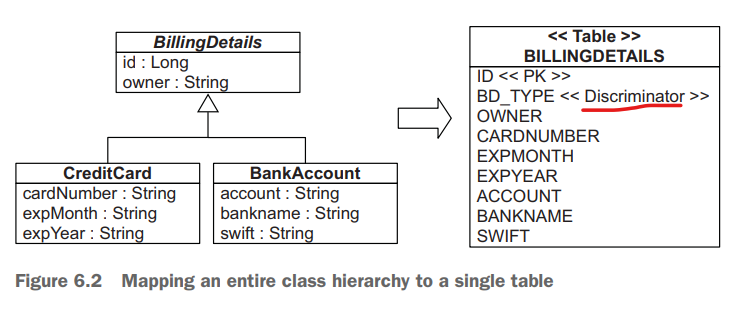 BillingDetails
id : Long
owner : String
CreditCard
cardNumber : String
expMonth : String
expYear : String
BankAccount
account : String
bankname : String
swift : String
<< Table >>
BILLINGDETAILS
ID << PK >>
BD_TYPE << Discriminator >>
OWNER
CARDNUMBER
EXPMONTH
EXPYEAR
ACCOUNT
BANKNAME
SWIFT
Figure 6.2 Mapping an entire class hierarchy to a single table